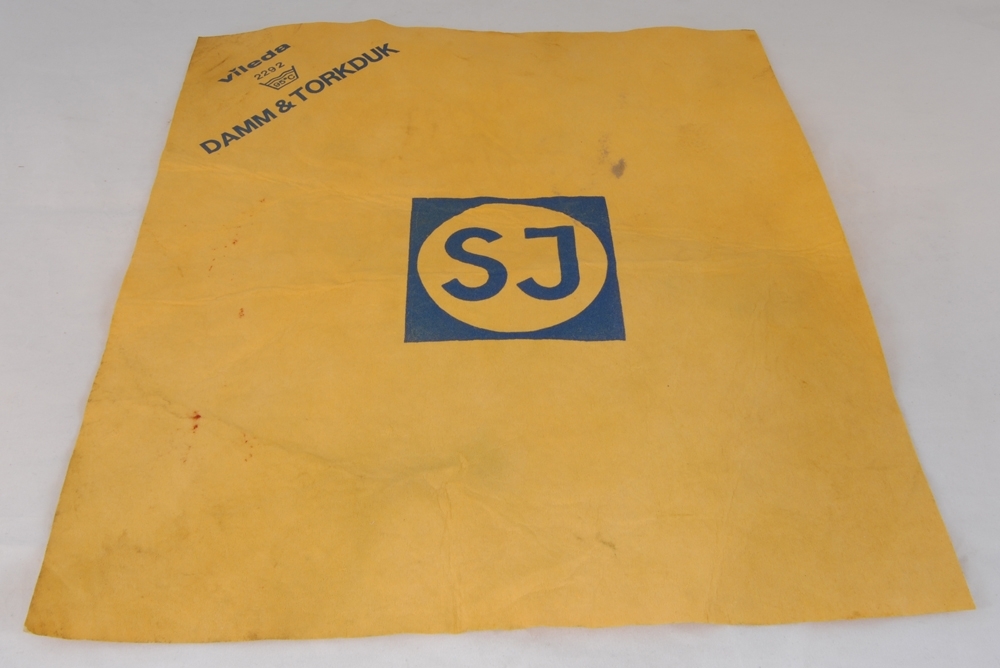 vileda
2292
95°C
DAMM & TORKDUK
SJ